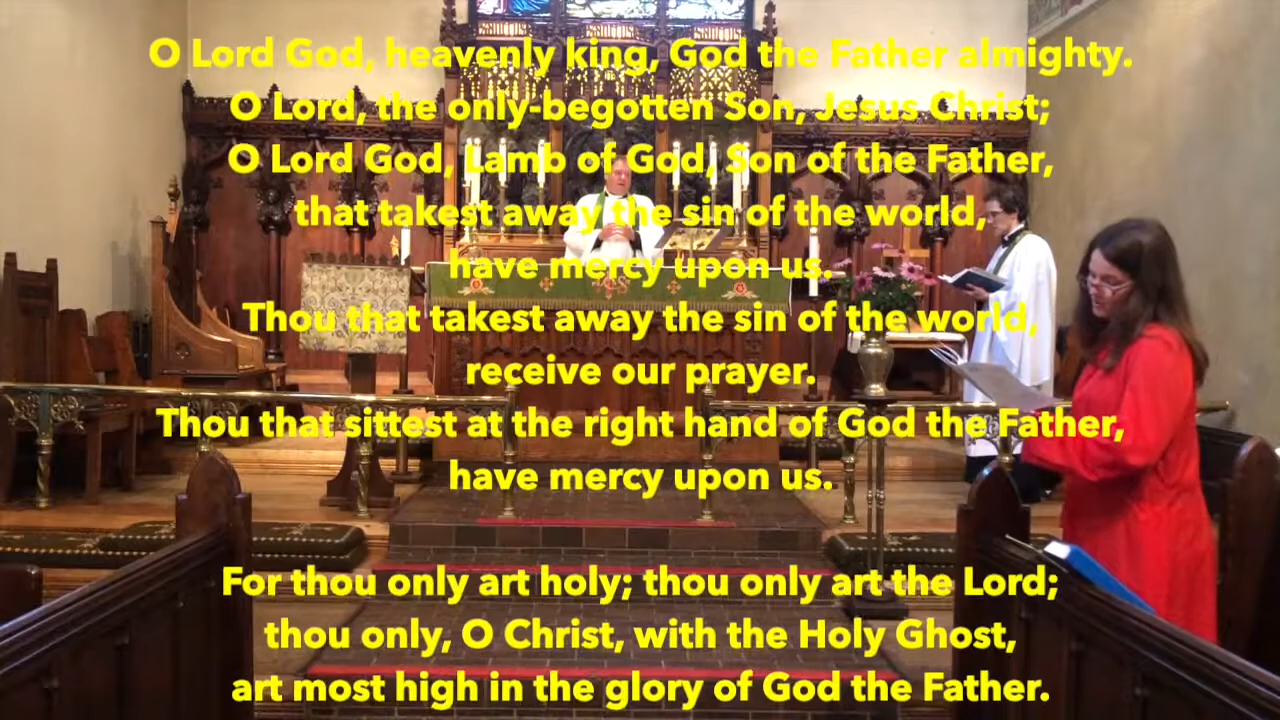 O Lord God, heavenly king, God the Father almighty.
O Lord, the only-begotten Son, Jesus Christ;
O Lord God, Lamb of God, Son of the Father,
that takest away the sin of the world,
have mercy upon us.
Thou that takest away the sin of the world,
receive our prayer.
Thou that sittest at the right hand of God the Father,
have mercy upon us.
For thou only art holy; thou only art the Lord;
thou only, O Christ, with the Holy Ghost,
art most high in the glory of God the Father.